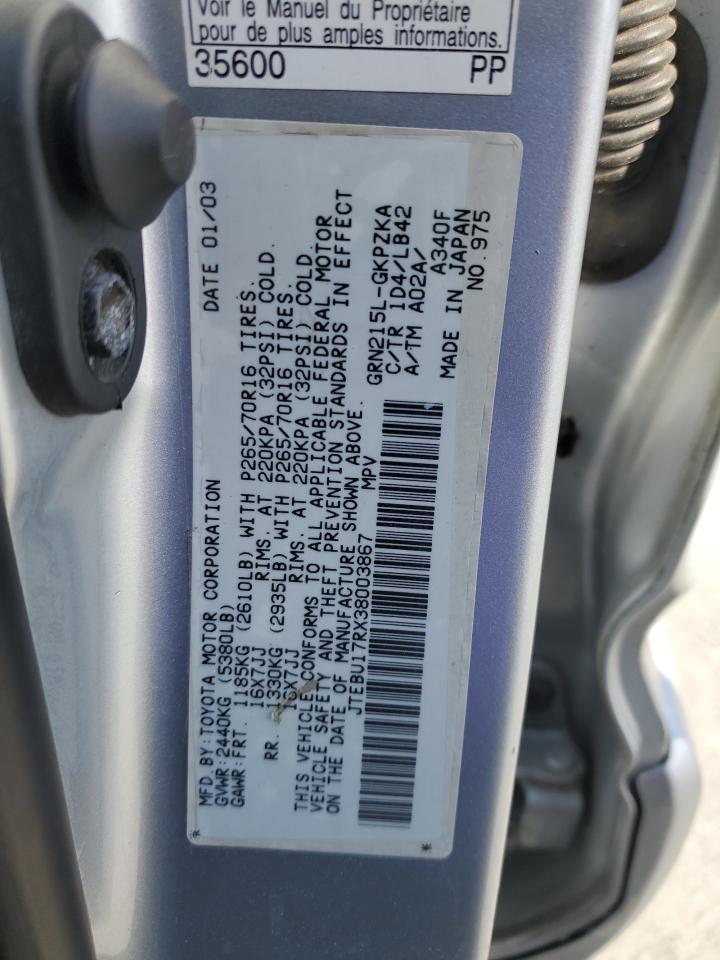 Voir le Manuel du Propriétaire
pour de plus amples informations.
35600 PP
MFD BY:TOYOTA MOTOR CORPORATION DATE 01/03
GVWR:2440KG (5380LB)
GAWR:FRT. 1185KG (2610LB) WITH P265/70R16 TIRES.
16X7JJ RIMS. AT 220KPA (32PSI) COLD.
RR. 1330KG (2935LB) WITH P265/70R16 TIRES.
16X7JJ RIMS. AT 220KPA (32PSI) COLD.
THIS VEHICLE CONFORMS TO ALL APPLICABLE FEDERAL MOTOR
VEHICLE SAFETY AND THEFT PREVENTION STANDARDS IN EFFECT
ON THE DATE OF MANUFACTURE SHOWN ABOVE.
JTEBU17RX38003867 MPV
GRN215L-GKPZKA
C/TR 1D4/LB42
A/TM A02A/ A340F
MADE IN JAPAN
NO.975